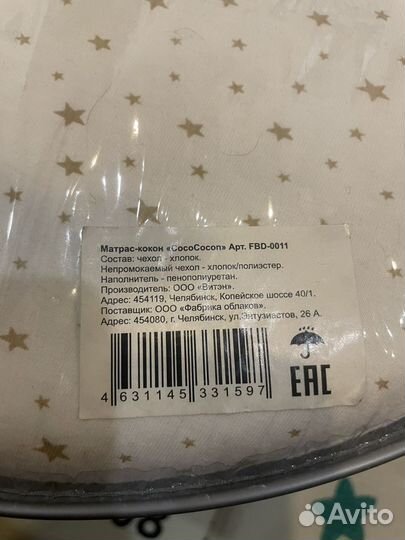 Матрас-кокон «CocoCocon» Арт. FBD-0011
Состав: чехол - хлопок.
Непромокаемый чехол - хлопок/полиэстер.
Наполнитель - пенополиуретан.
Производитель: ООО «Витэн».
Адрес: 454119, Челябинск, Копейское шоссе 40/1.
Поставщик: ООО «Фабрика облаков».
Адрес: 454080, г. Челябинск, ул.Энтузиастов, 26 А.
4 631145 331597
EAC
Avito